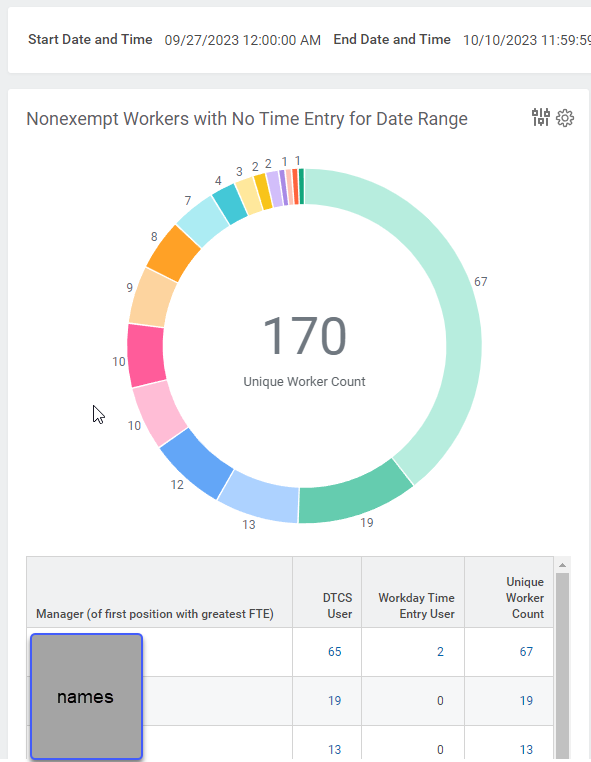 Start Date and Time 09/27/2023 12:00:00 AM End Date and Time 10/10/2023 11:59:59
Nonexempt Workers with No Time Entry for Date Range
1
1
2
2
3
4
7
8
9
10
10
12
13
19
67
170
Unique Worker Count
Manager (of first position with greatest FTE)
DTCS
User
Workday Time
Entry User
Unique
Worker
Count
names
65 2 67
19 0 19
13 0 13